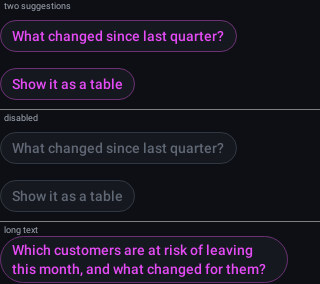 two suggestions
What changed since last quarter?
Show it as a table
disabled
What changed since last quarter?
Show it as a table
long text
Which customers are at risk of leaving
this month, and what changed for them?